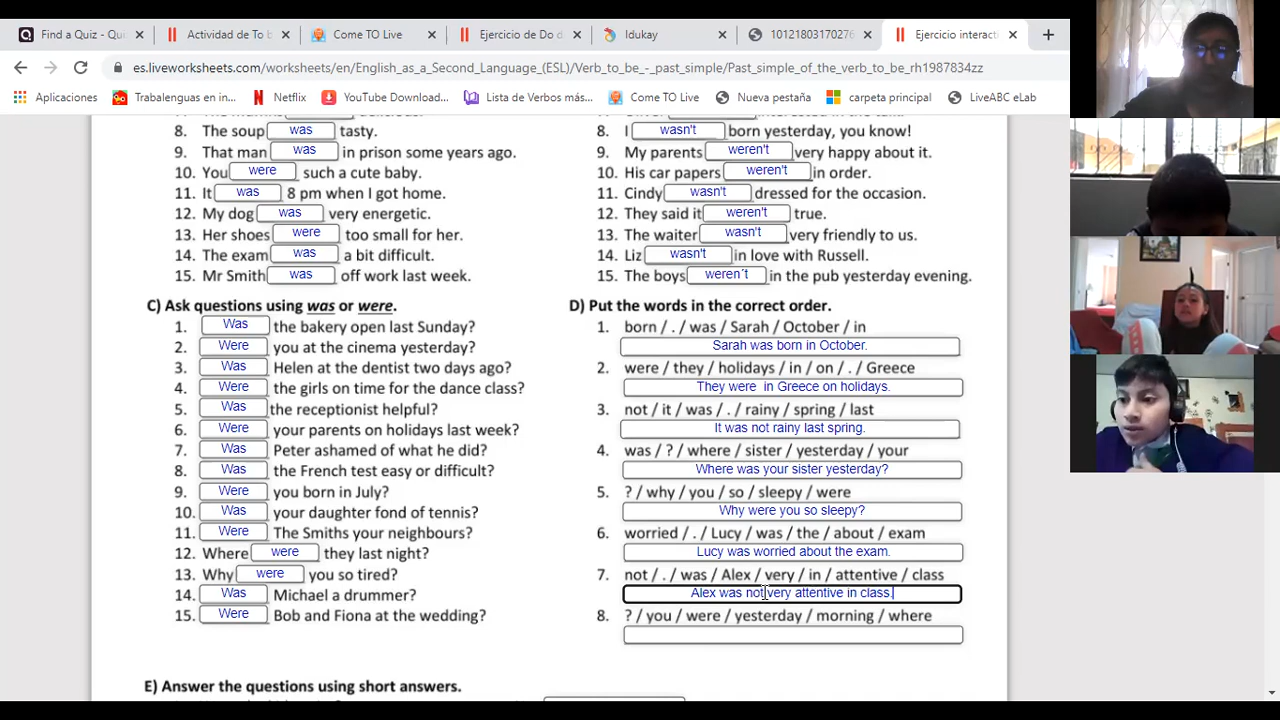 Find a Quiz - Qu
Actividad de To b
Come TO Live
Ejercicio de Do d
Idukay
10121803170276
Ejercicio interacti
es.liveworksheets.com/worksheets/en/English_as_a_Second_Language_(ESL)/Verb_to_be_-_past_simple/Past_simple_of_the_verb_to_be_rh1987834zz
Aplicaciones
Trabalenguas en in...
Netflix
YouTube Download...
Lista de Verbos más...
Come TO Live
Nueva pestaña
carpeta principal
LiveABC eLab
8. The soup was tasty.
9. That man was in prison some years ago.
10. You were such a cute baby.
11. It was 8 pm when I got home.
12. My dog was very energetic.
13. Her shoes were too small for her.
14. The exam was a bit difficult.
15. Mr Smith was off work last week.
8. I wasn't born yesterday, you know!
9. My parents weren't very happy about it.
10. His car papers weren't in order.
11. Cindy wasn't dressed for the occasion.
12. They said it weren't true.
13. The waiter wasn't very friendly to us.
14. Liz wasn't in love with Russell.
15. The boys weren´t in the pub yesterday evening.
C) Ask questions using was or were.
1. Was the bakery open last Sunday?
2. Were you at the cinema yesterday?
3. Was Helen at the dentist two days ago?
4. Were the girls on time for the dance class?
5. Was the receptionist helpful?
6. Were your parents on holidays last week?
7. Was Peter ashamed of what he did?
8. Was the French test easy or difficult?
9. Were you born in July?
10. Was your daughter fond of tennis?
11. Were The Smiths your neighbours?
12. Where were they last night?
13. Why were you so tired?
14. Was Michael a drummer?
15. Were Bob and Fiona at the wedding?
D) Put the words in the correct order.
1. born / . / was / Sarah / October / in
Sarah was born in October.
2. were / they / holidays / in / on / . / Greece
They were in Greece on holidays.
3. not / it / was / . / rainy / spring / last
It was not rainy last spring.
4. was / ? / where / sister / yesterday / your
Where was your sister yesterday?
5. ? / why / you / so / sleepy / were
Why were you so sleepy?
6. worried / . / Lucy / was / the / about / exam
Lucy was worried about the exam.
7. not / . / was / Alex / very / in / attentive / class
Alex was not very attentive in class.
8. ? / you / were / yesterday / morning / where
E) Answer the questions using short answers.